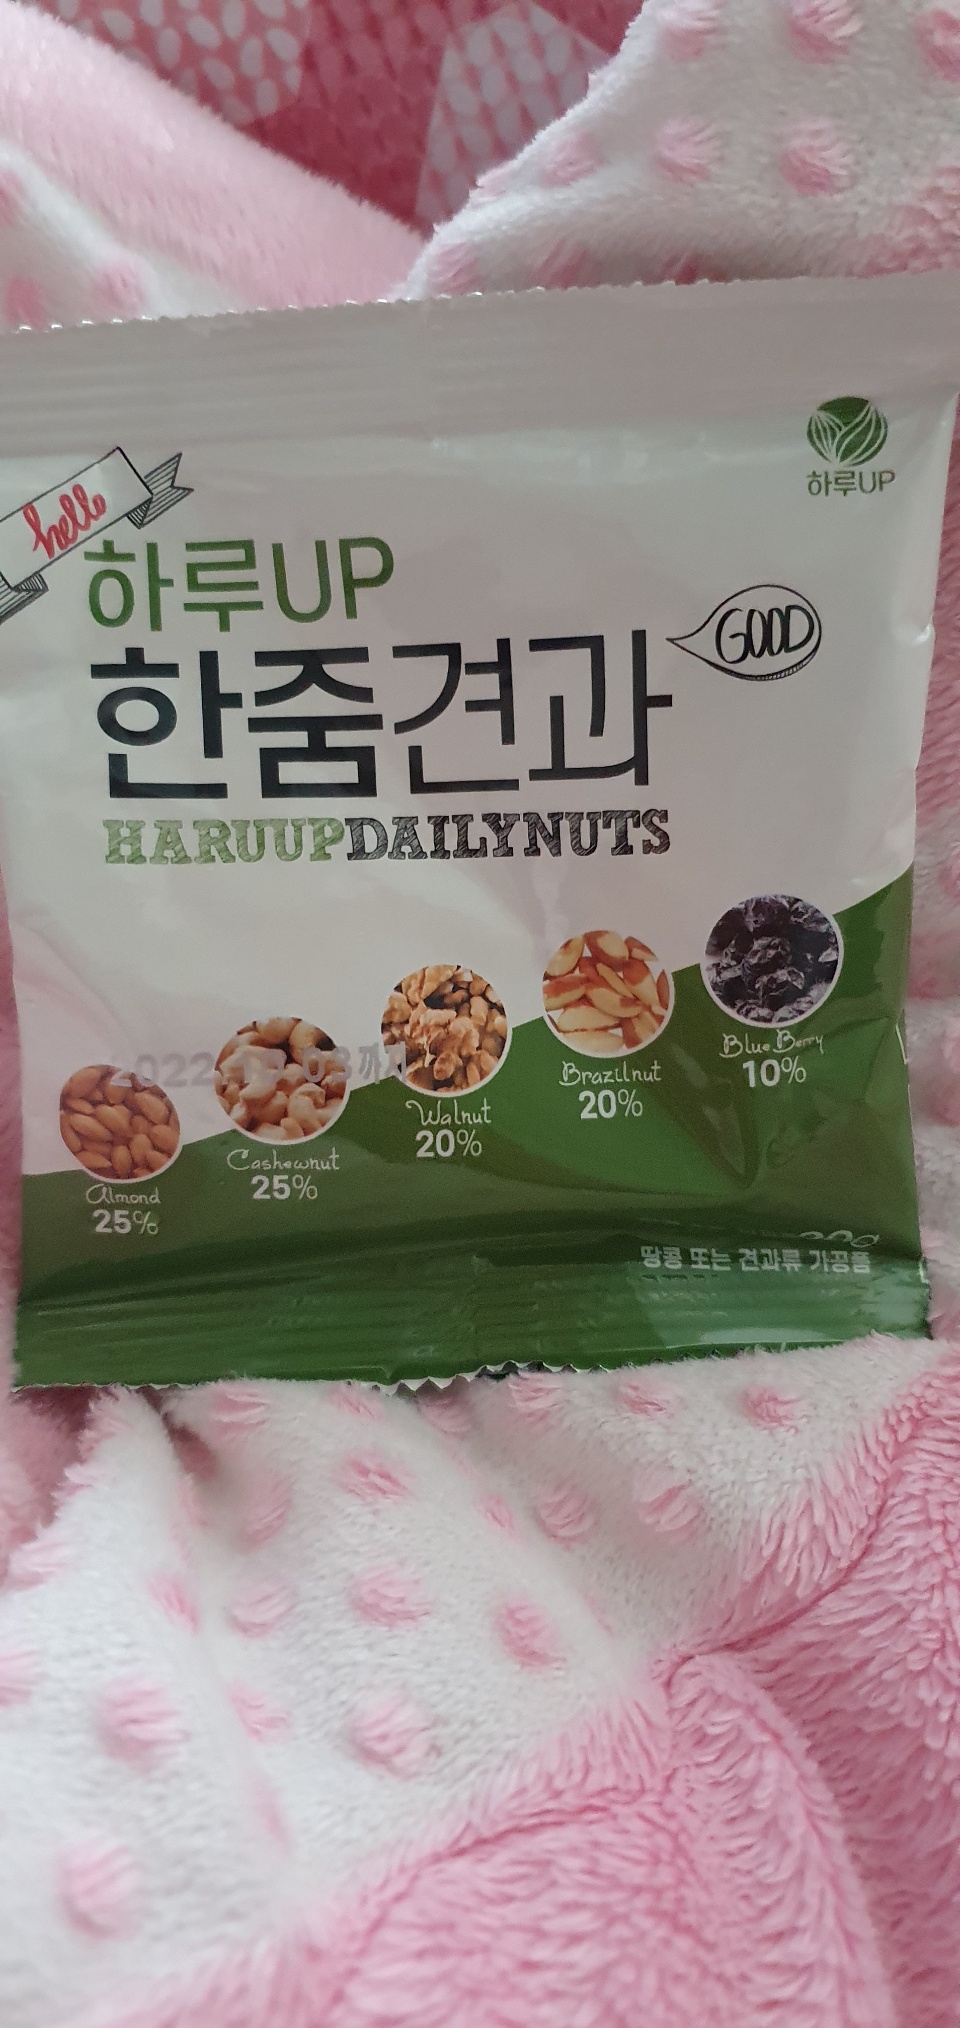 하루UP
hello
하루UP
GOOD
한줌견과
HARUUPDAILYNUTS
Blue Berry
10%
Brazilnut
20%
Walnut
20%
Cashewnut
25%
Almond
25%
땅콩 또는 견과류 가공품